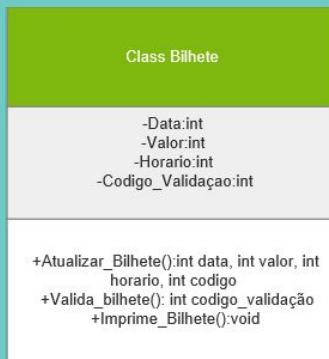 Class Bilhete
-Data:int
-Valor:int
-Horario:int
-Codigo_Validaçao:int
+Atualizar_Bilhete():int data, int valor, int
horario, int codigo
+Valida_bilhete(): int codigo_validação
+Imprime_Bilhete():void